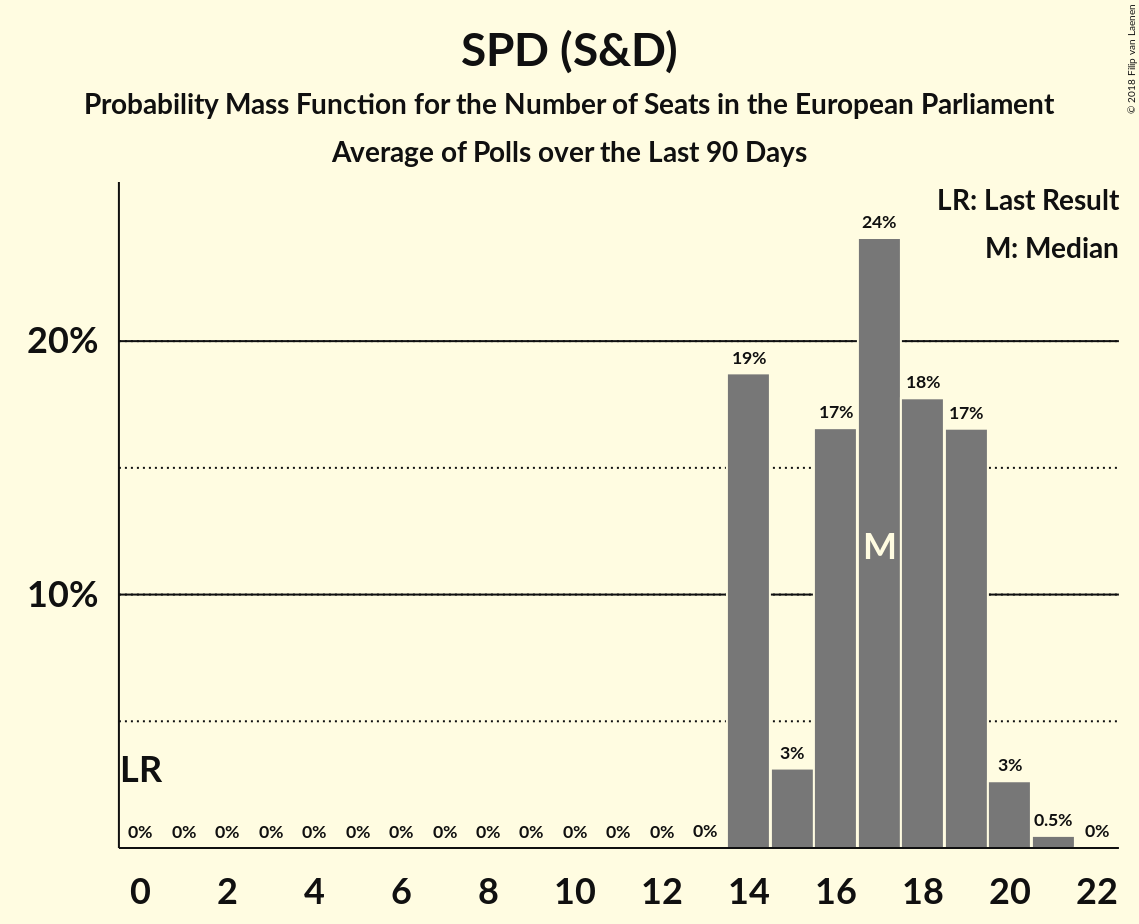 SPD (S&D)
Probability Mass Function for the Number of Seats in the European Parliament
Average of Polls over the Last 90 Days
© 2018 Filip van Laenen
LR: Last Result
M: Median
24%
20%
19%
18%
17%
17%
M
10%
LR
3%
3%
0.5%
0% 0% 0% 0% 0% 0% 0% 0% 0% 0% 0% 0% 0% 0% 0%
0 2 4 6 8 10 12 14 16 18 20 22